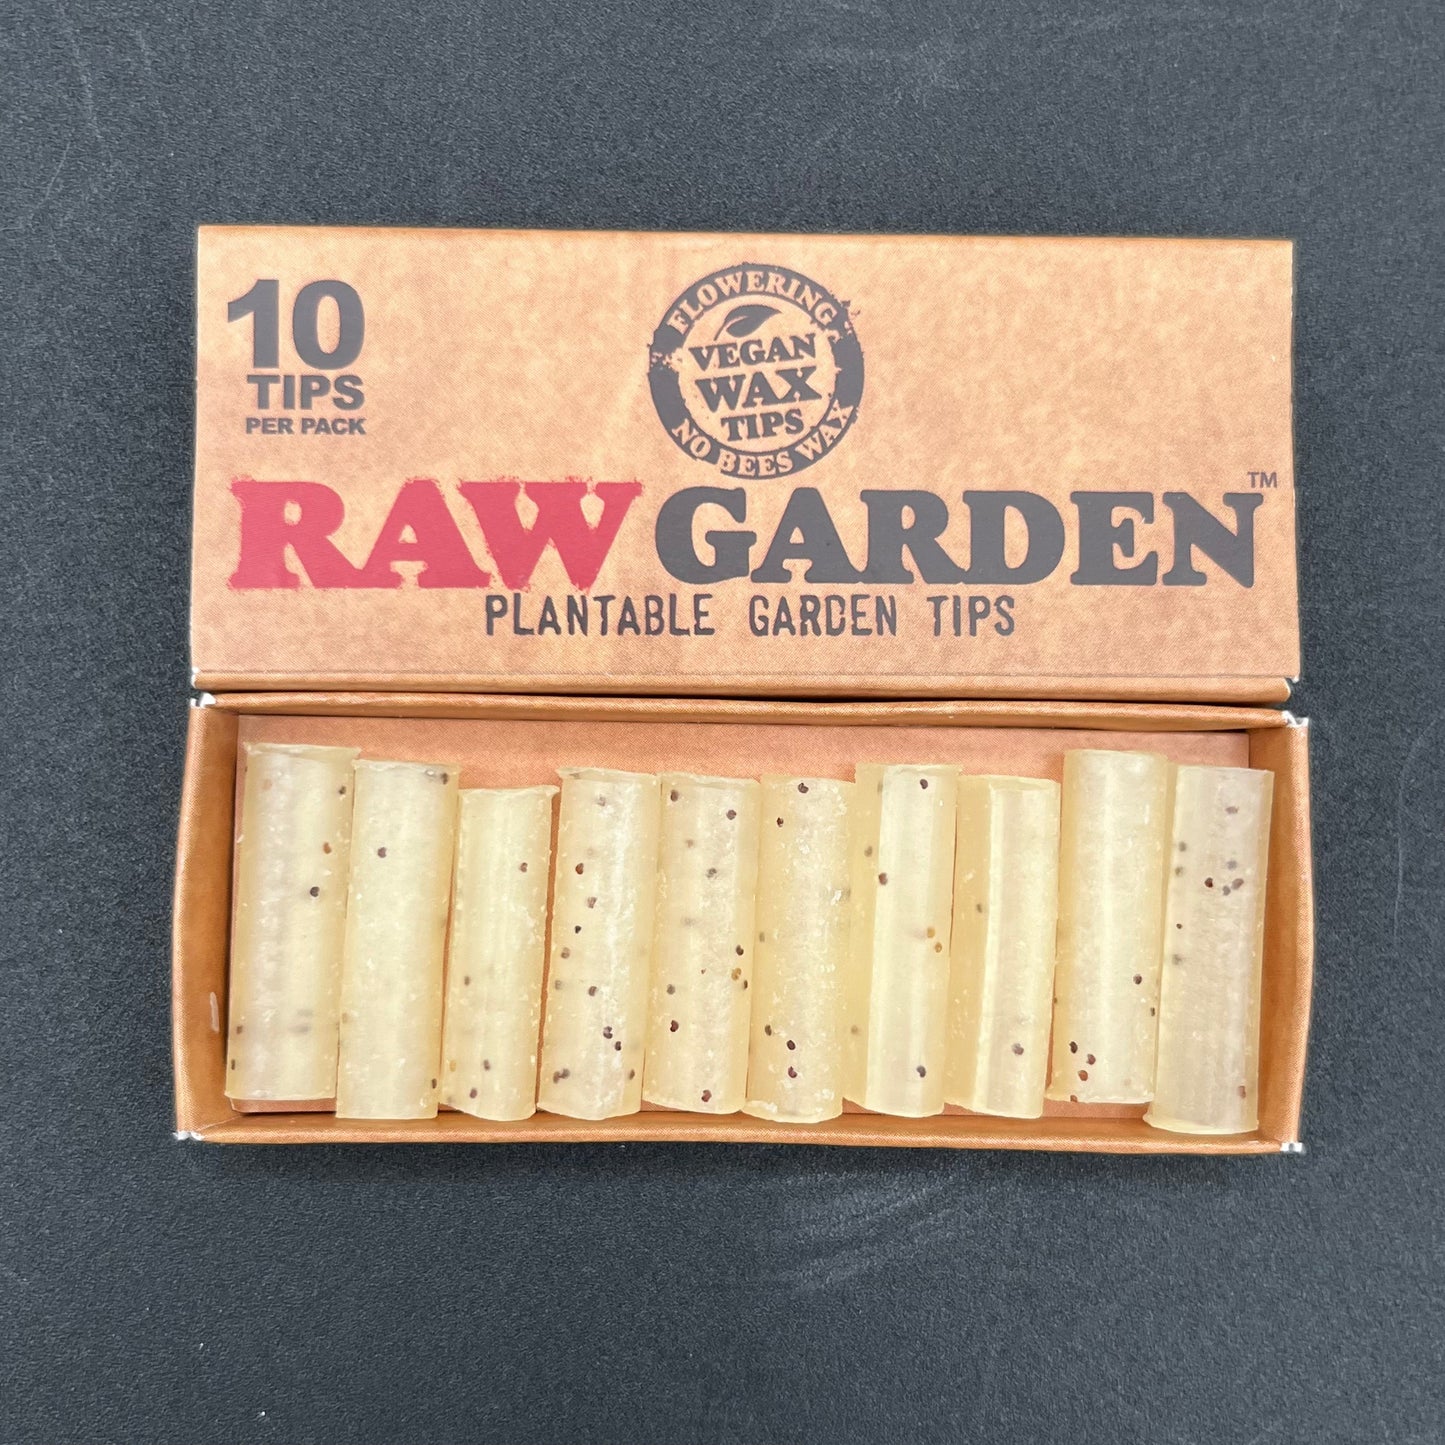 10
TIPS
PER PACK
FLOWERING
VEGAN
WAX
TIPS
NO BEES WAX
RAW GARDEN™
PLANTABLE GARDEN TIPS